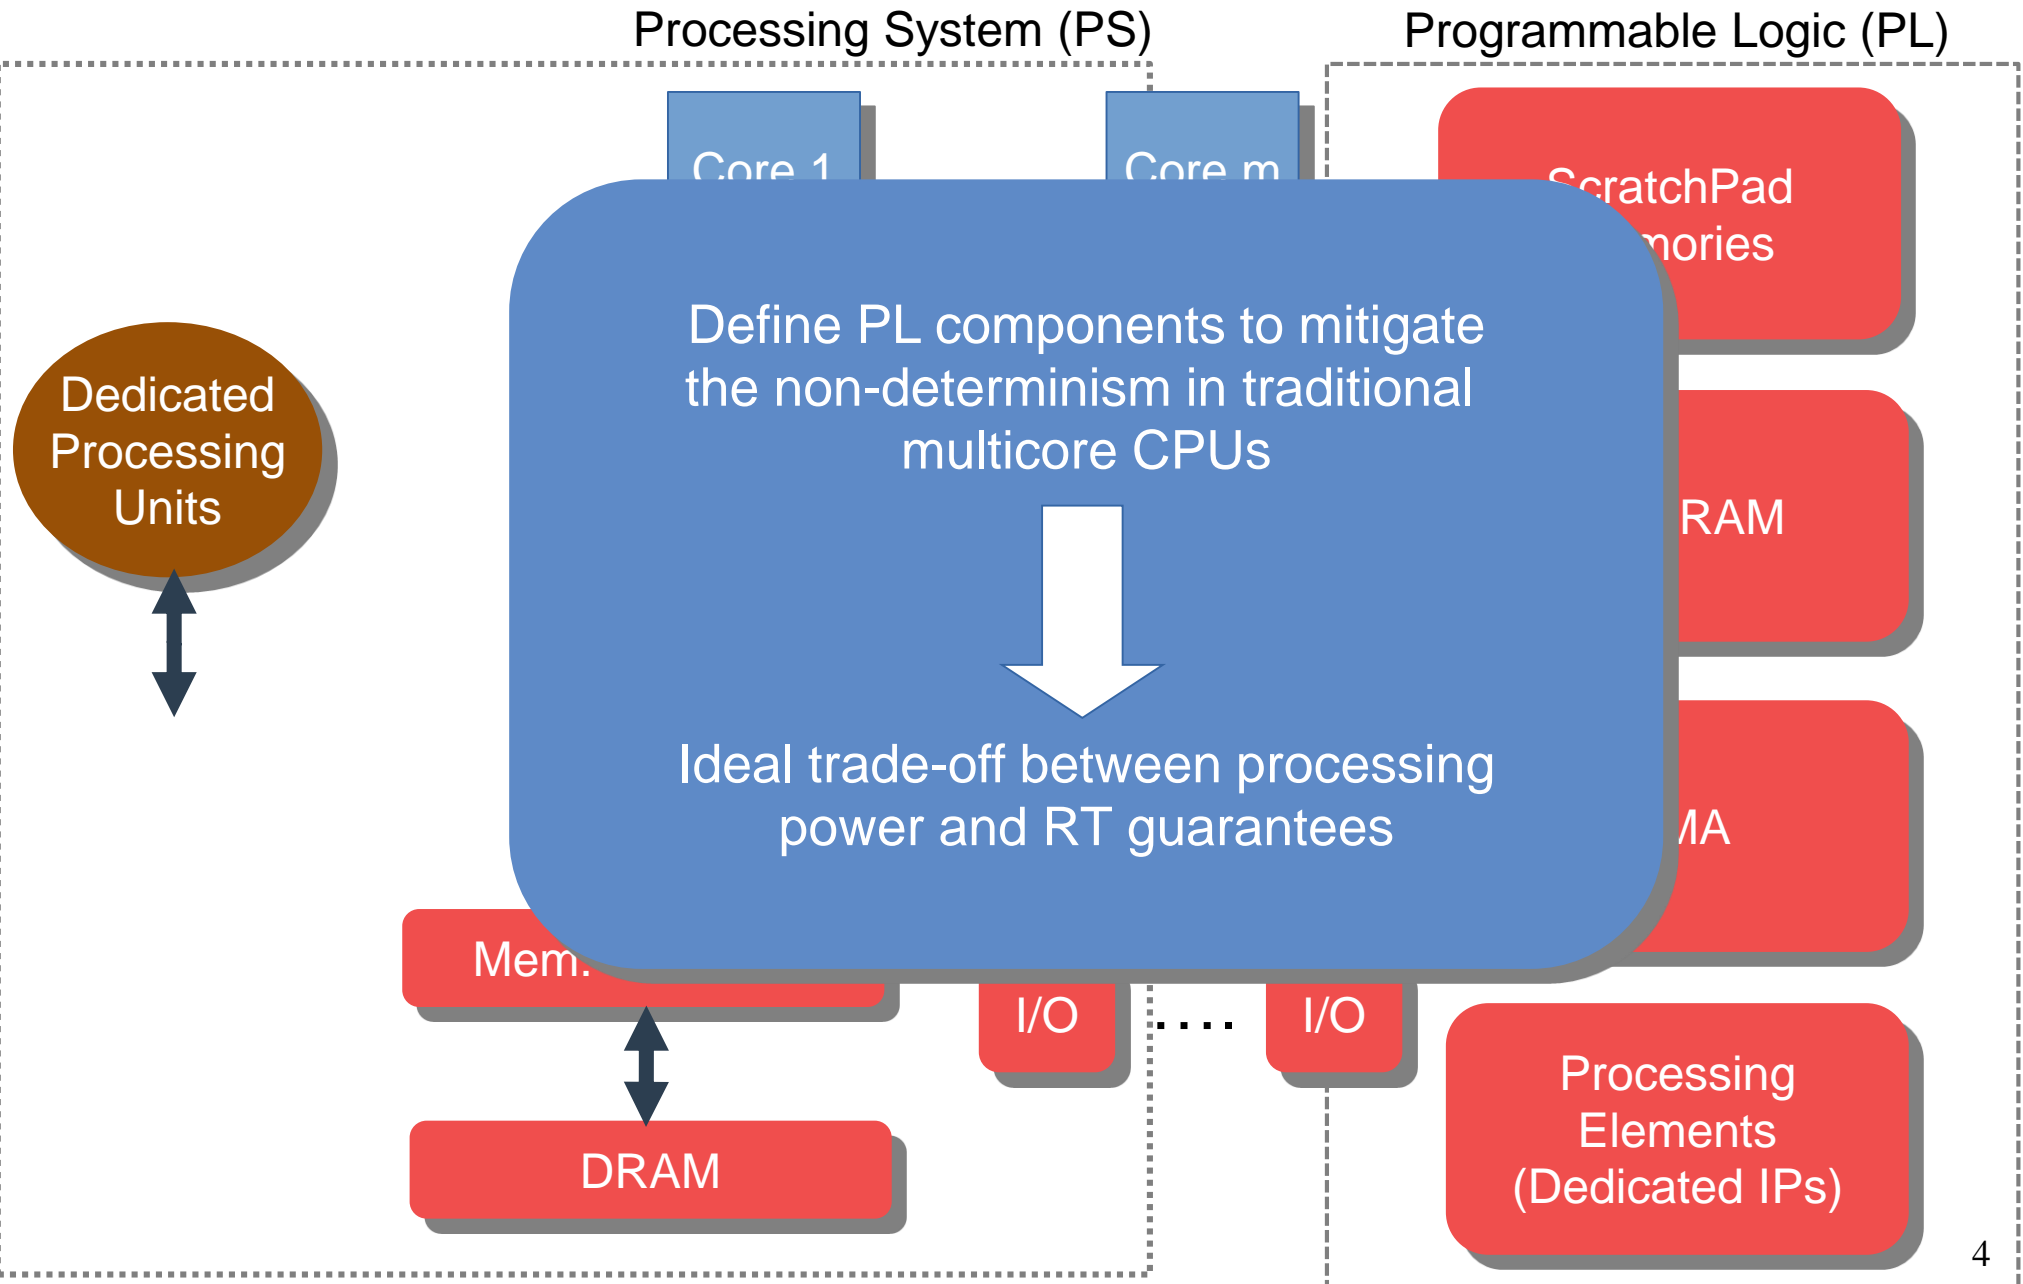 Processing System (PS)
Programmable Logic (PL)
Core 1
Core m
ScratchPad
Dedicated
Processing
Units
Define PL components to mitigate
the non-determinism in traditional
multicore CPUs
Ideal trade-off between processing
power and RT guarantees
RAM
Mem.
I/O
....
I/O
DRAM
Processing
Elements
(Dedicated IPs)
4